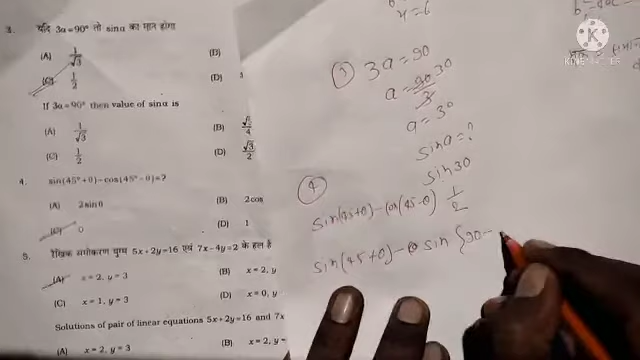 3. यदि 3α=90° तो sinα का मान होगा
(A) 1/√3
(D)
(C) 1/2
(D) 1
If 3α=90° then value of sinα is
(A) 1/√3
(B) √ /4
(C) 1/2
(D) √3/2
4. sin(45°+θ)−cos(45°−θ)=?
(A) 2sinθ
(B) 2cos
(C) 0
(D) 1
5. रैखिक समीकरण युग्म 5x+2y=16 एवं 7x-4y=2 के हल हैं
(A) x=2, y=3
(B) x=2, y
(C) x=1, y=3
(D) x=0, y
Solutions of pair of linear equations 5x+2y=16 and 7x
(A) x=2, y=3
(B) x=2, y=
x=6
③ 3a=90
a = 90/3 30
a = 30
sina = ?
sin30
1/2
④
sin(45+θ)-cos(45-θ)
sin(45+θ)- sin{90-
KINEMASTER